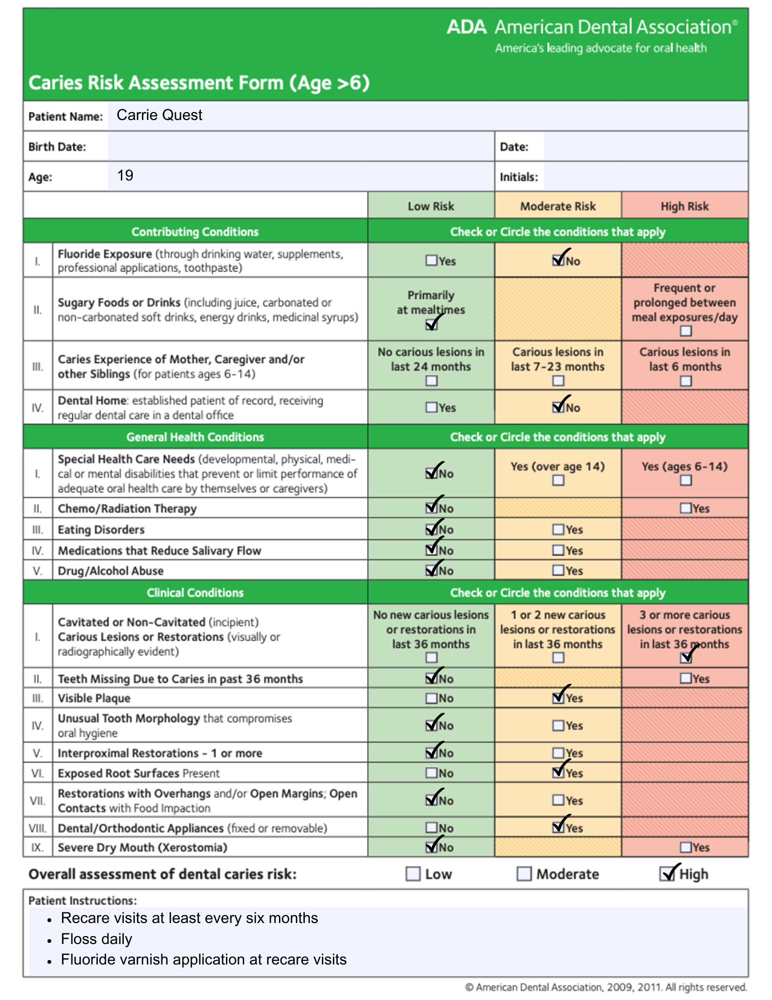 ADA American Dental Association®
America's leading advocate for oral health
Caries Risk Assessment Form (Age >6)
Patient Name: Carrie Quest
Birth Date: Date:
Age: 19 Initials:
Low Risk Moderate Risk High Risk
Contributing Conditions Check or Circle the conditions that apply
I. Fluoride Exposure (through drinking water, supplements,
professional applications, toothpaste)
Yes No
II. Sugary Foods or Drinks (including juice, carbonated or
non-carbonated soft drinks, energy drinks, medicinal syrups)
Primarily
at mealtimes
Frequent or
prolonged between
meal exposures/day
III. Caries Experience of Mother, Caregiver and/or
other Siblings (for patients ages 6-14)
No carious lesions in
last 24 months
Carious lesions in
last 7-23 months
Carious lesions in
last 6 months
IV. Dental Home: established patient of record, receiving
regular dental care in a dental office
Yes No
General Health Conditions Check or Circle the conditions that apply
I. Special Health Care Needs (developmental, physical, medi-
cal or mental disabilities that prevent or limit performance of
adequate oral health care by themselves or caregivers)
No Yes (over age 14) Yes (ages 6-14)
II. Chemo/Radiation Therapy No Yes
III. Eating Disorders No Yes
IV. Medications that Reduce Salivary Flow No Yes
V. Drug/Alcohol Abuse No Yes
Clinical Conditions Check or Circle the conditions that apply
I. Cavitated or Non-Cavitated (incipient)
Carious Lesions or Restorations (visually or
radiographically evident)
No new carious lesions
or restorations in
last 36 months
1 or 2 new carious
lesions or restorations
in last 36 months
3 or more carious
lesions or restorations
in last 36 months
II. Teeth Missing Due to Caries in past 36 months No Yes
III. Visible Plaque No Yes
IV. Unusual Tooth Morphology that compromises
oral hygiene
No Yes
V. Interproximal Restorations - 1 or more No Yes
VI. Exposed Root Surfaces Present No Yes
VII. Restorations with Overhangs and/or Open Margins; Open
Contacts with Food Impaction
No Yes
VIII. Dental/Orthodontic Appliances (fixed or removable) No Yes
IX. Severe Dry Mouth (Xerostomia) No Yes
Overall assessment of dental caries risk: Low Moderate High
Patient Instructions:
• Recare visits at least every six months
• Floss daily
• Fluoride varnish application at recare visits
© American Dental Association, 2009, 2011. All rights reserved.